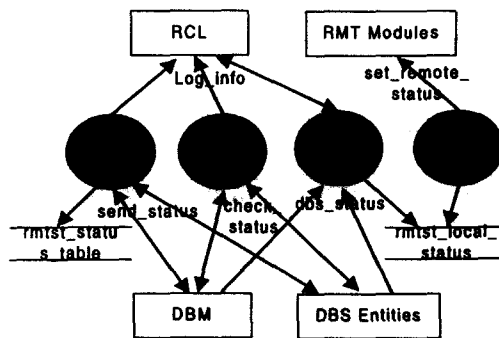 RCL
RMT Modules
Log_info
set_remote_
status
send_status
check_
status
dbs_status
rmtst_statu
s_table
rmtst_local_
status
DBM
DBS Entities